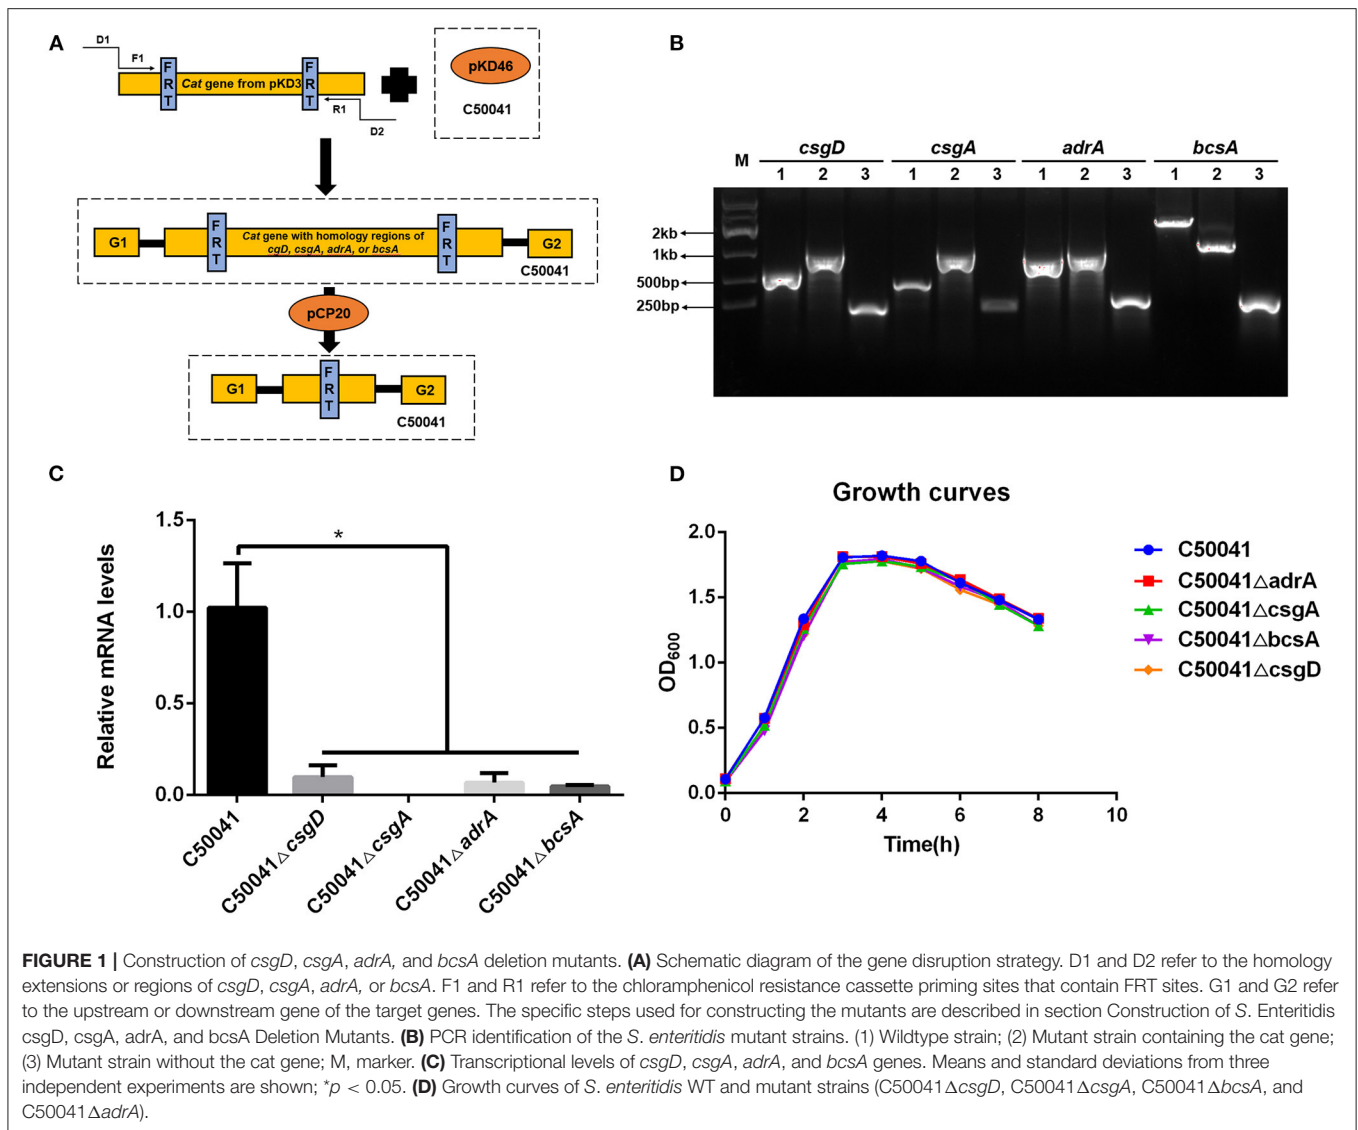 A
D1
F1
FRT
Cat gene from pKD3
FRT
R1
D2
pKD46
C50041
G1
FRT
Cat gene with homology regions of
cgD, csgA, adrA, or bcsA
FRT
G2
C50041
pCP20
G1
FRT
G2
C50041
B
csgD csgA adrA bcsA
M 1 2 3 1 2 3 1 2 3 1 2 3
2kb
1kb
500bp
250bp
C
Relative mRNA levels
1.5
1.0
0.5
0.0
*
C50041
C50041△csgD
C50041△csgA
C50041△adrA
C50041△bcsA
D
Growth curves
OD600
2.0
1.5
1.0
0.5
0.0
0 2 4 6 8 10
Time(h)
C50041
C50041△adrA
C50041△csgA
C50041△bcsA
C50041△csgD
FIGURE 1 | Construction of csgD, csgA, adrA, and bcsA deletion mutants. (A) Schematic diagram of the gene disruption strategy. D1 and D2 refer to the homology
extensions or regions of csgD, csgA, adrA, or bcsA. F1 and R1 refer to the chloramphenicol resistance cassette priming sites that contain FRT sites. G1 and G2 refer
to the upstream or downstream gene of the target genes. The specific steps used for constructing the mutants are described in section Construction of S. Enteritidis
csgD, csgA, adrA, and bcsA Deletion Mutants. (B) PCR identification of the S. enteritidis mutant strains. (1) Wildtype strain; (2) Mutant strain containing the cat gene;
(3) Mutant strain without the cat gene; M, marker. (C) Transcriptional levels of csgD, csgA, adrA, and bcsA genes. Means and standard deviations from three
independent experiments are shown; *p < 0.05. (D) Growth curves of S. enteritidis WT and mutant strains (C50041ΔcsgD, C50041ΔcsgA, C50041ΔbcsA, and
C50041ΔadrA).